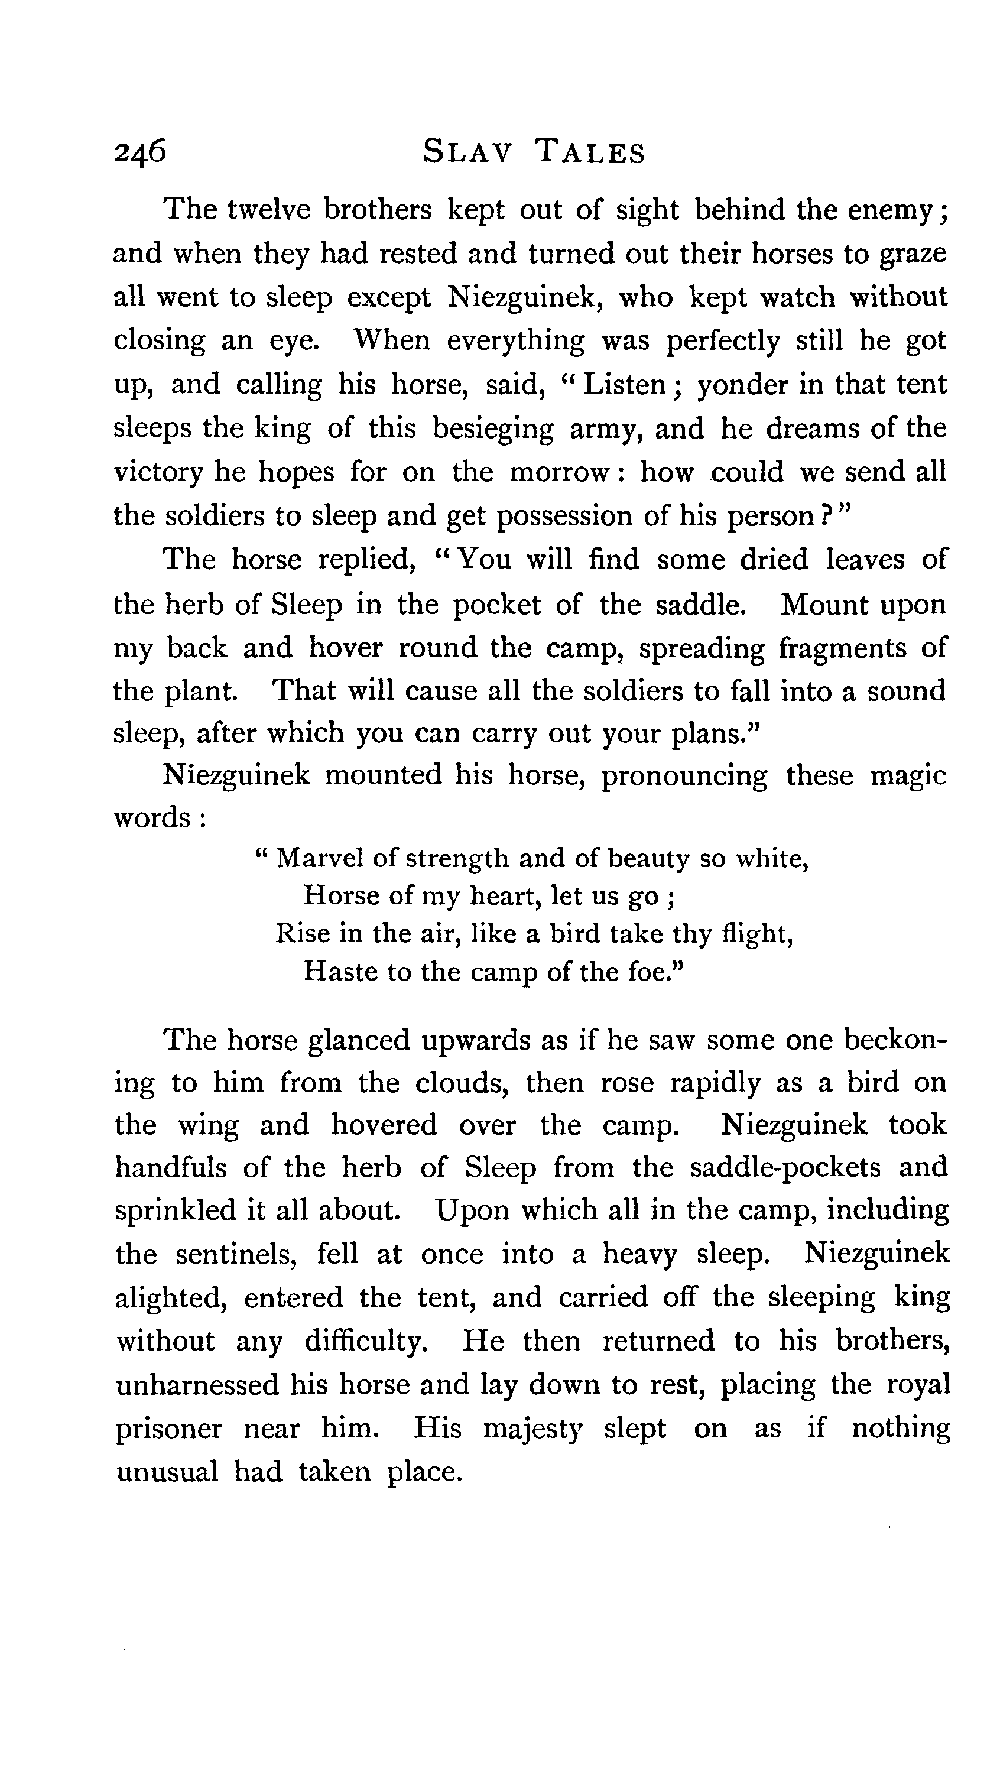 246 SLAV TALES
The twelve brothers kept out of sight behind the enemy;
and when they had rested and turned out their horses to graze
all went to sleep except Niezguinek, who kept watch without
closing an eye. When everything was perfectly still he got
up, and calling his horse, said, “Listen; yonder in that tent
sleeps the king of this besieging army, and he dreams of the
victory he hopes for on the morrow: how could we send all
the soldiers to sleep and get possession of his person?”
The horse replied, “You will find some dried leaves of
the herb of Sleep in the pocket of the saddle. Mount upon
my back and hover round the camp, spreading fragments of
the plant. That will cause all the soldiers to fall into a sound
sleep, after which you can carry out your plans.”
Niezguinek mounted his horse, pronouncing these magic
words:
“Marvel of strength and of beauty so white,
Horse of my heart, let us go;
Rise in the air, like a bird take thy flight,
Haste to the camp of the foe.”
The horse glanced upwards as if he saw some one beckon-
ing to him from the clouds, then rose rapidly as a bird on
the wing and hovered over the camp. Niezguinek took
handfuls of the herb of Sleep from the saddle-pockets and
sprinkled it all about. Upon which all in the camp, including
the sentinels, fell at once into a heavy sleep. Niezguinek
alighted, entered the tent, and carried off the sleeping king
without any difficulty. He then returned to his brothers,
unharnessed his horse and lay down to rest, placing the royal
prisoner near him. His majesty slept on as if nothing
unusual had taken place.